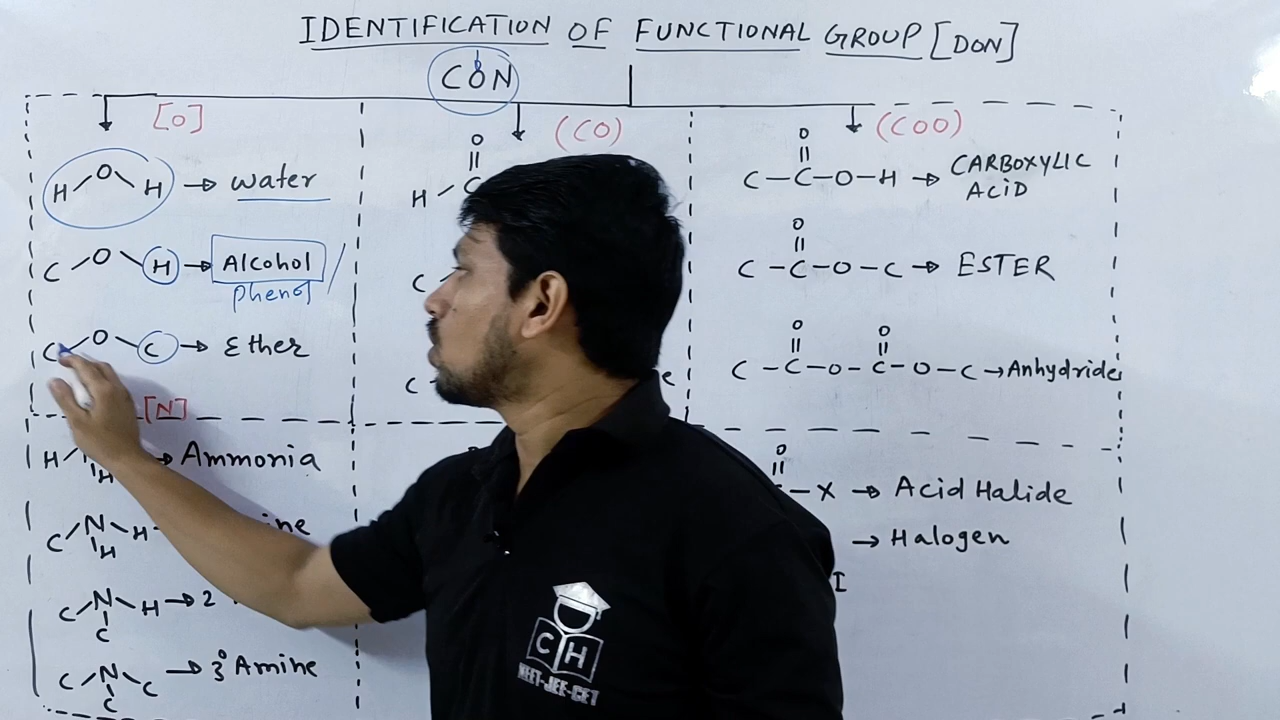 IDENTIFICATION OF FUNCTIONAL GROUP [DON]
CON
[O]
H O H → water
C O H → Alcohol
phenol
C O C → Ether
[N]
H H → Ammonia
C N H
H
C N H → 2
C
C N C → 3° Amine
C
(CO)
O
H C
C
C
(COO)
O
C - C - O - H → CARBOXYLIC
ACID
O
C - C - O - C → ESTER
O O
C - C - O - C - O - C → Anhydride
O
- X → Acid Halide
→ Halogen
I
CH
NEET-JEE-CET